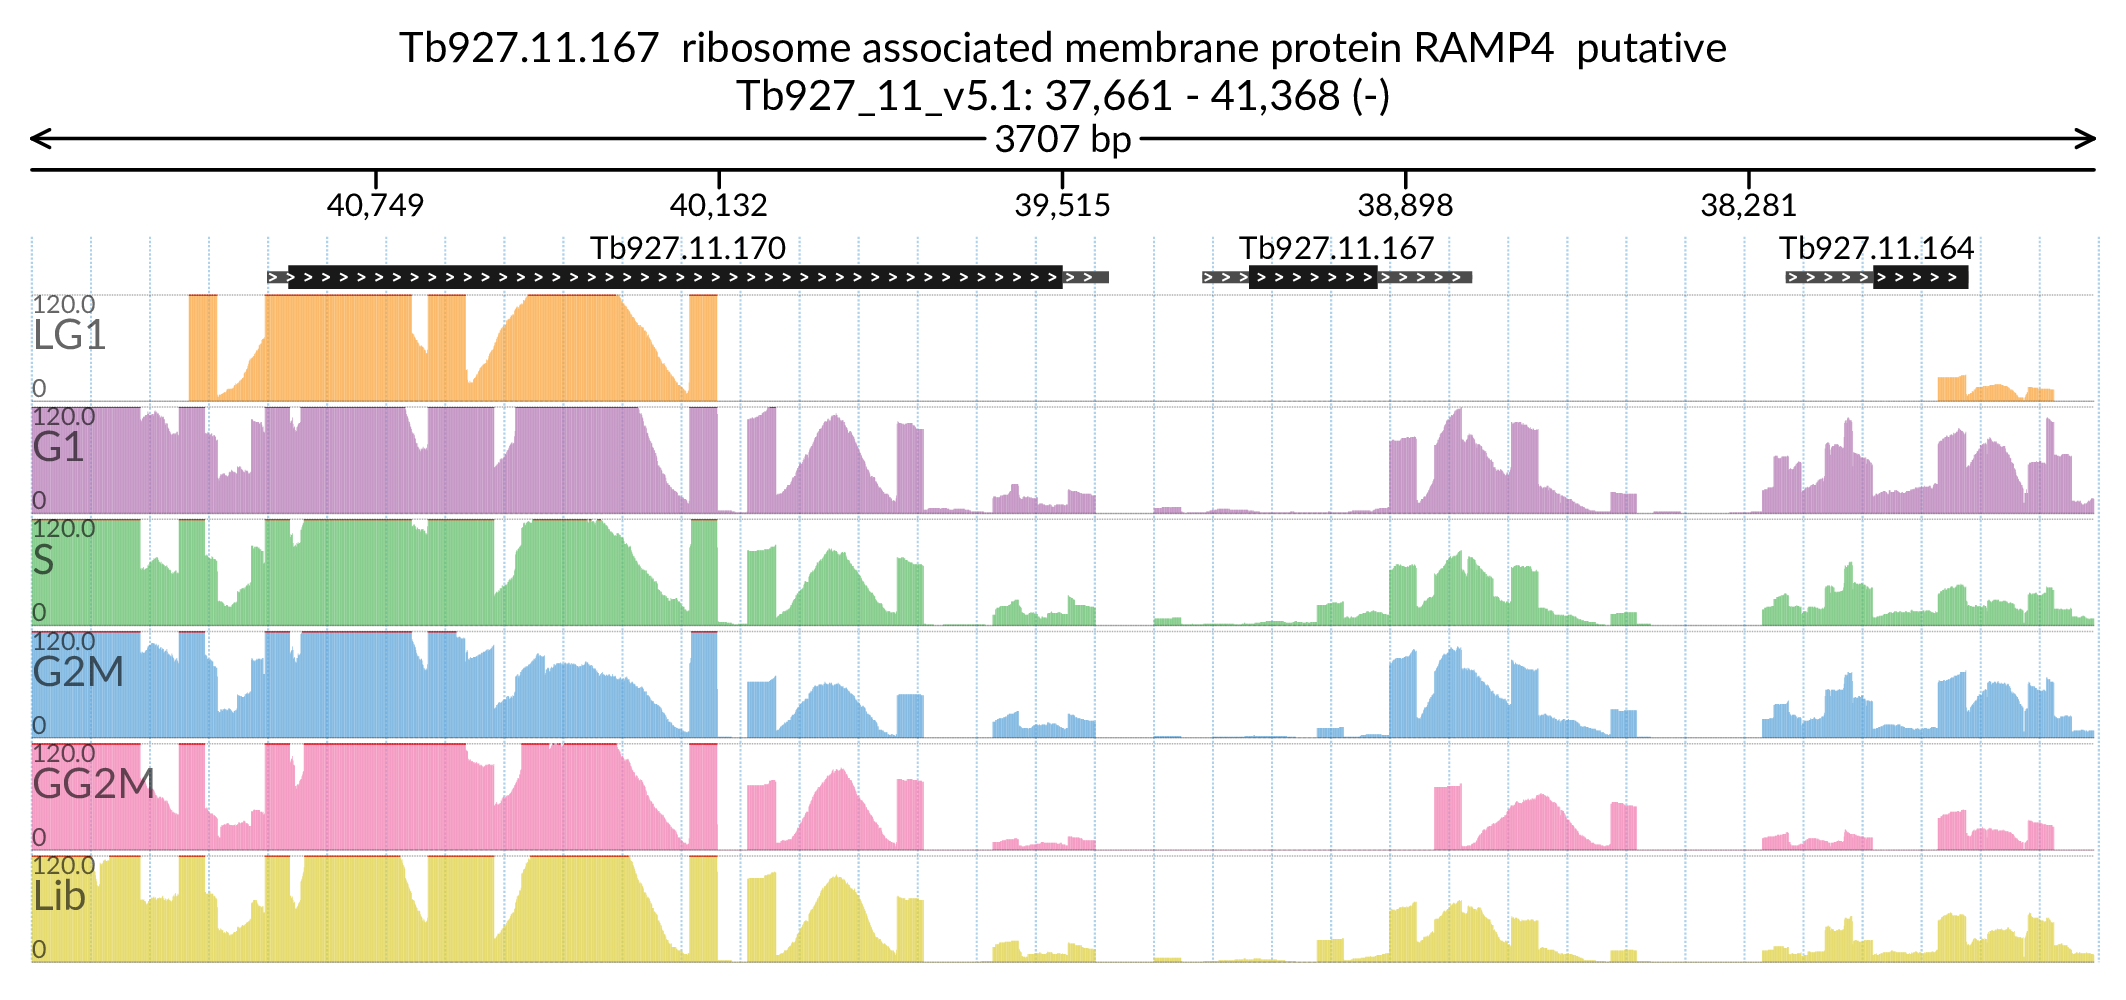 Tb927.11.167 ribosome associated membrane protein RAMP4 putative
Tb927_11_v5.1: 37,661 - 41,368 (-)
3707 bp
40,749 40,132 39,515 38,898 38,281
Tb927.11.170 Tb927.11.167 Tb927.11.164
120.0
LG1
0
120.0
G1
0
120.0
S
0
120.0
G2M
0
120.0
GG2M
0
120.0
Lib
0